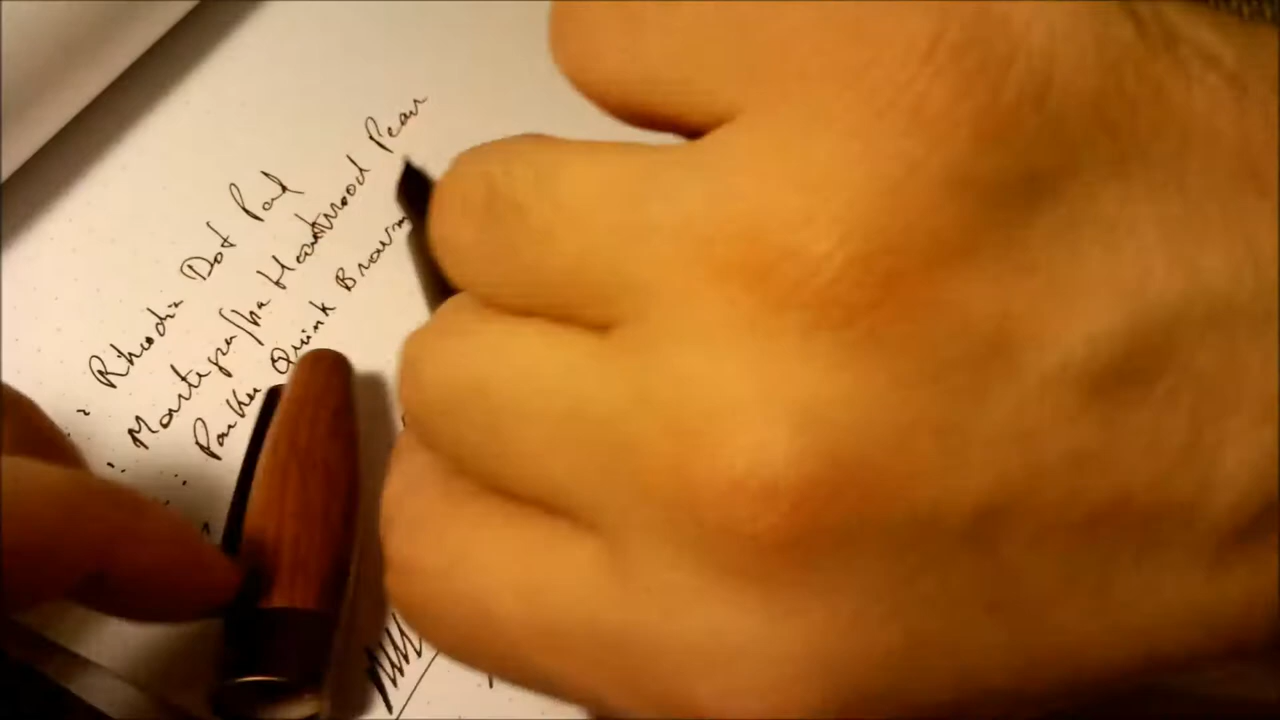 : Rhodia Dot Pad
: Montegrappa Heartwood Pear
: Parker Quink Brown